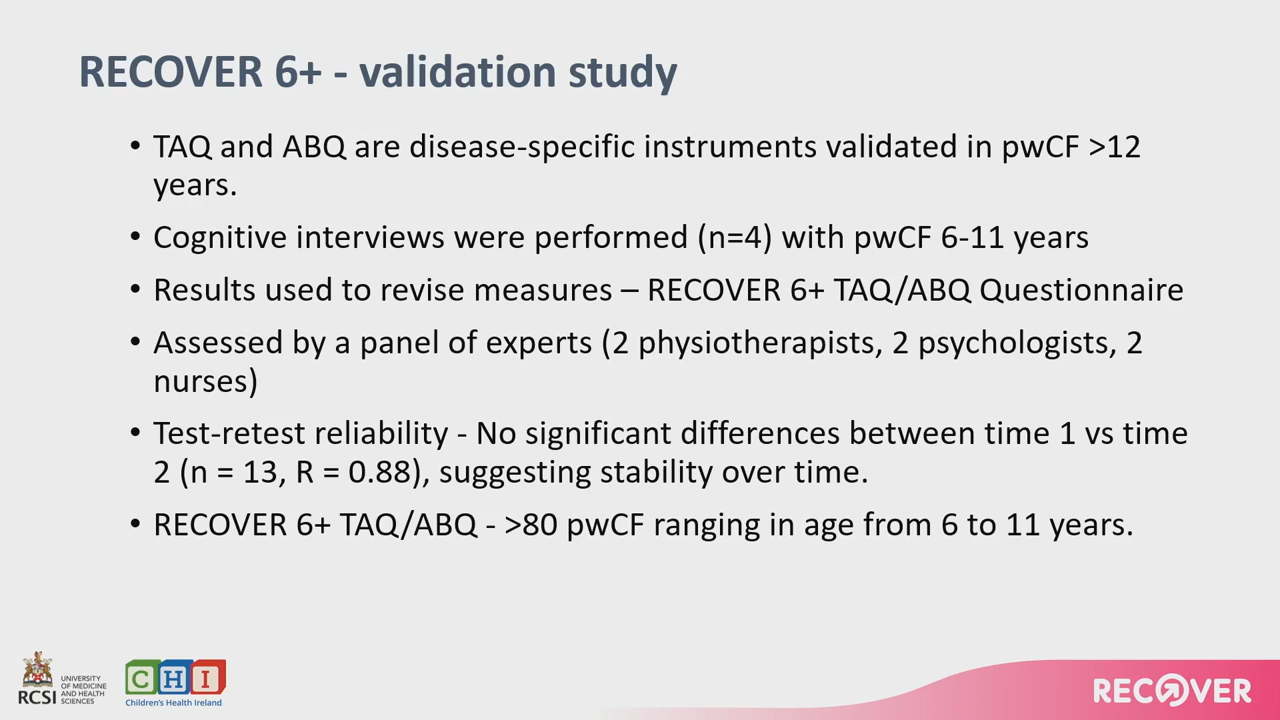 RECOVER 6+ - validation study
• TAQ and ABQ are disease-specific instruments validated in pwCF >12
years.
• Cognitive interviews were performed (n=4) with pwCF 6-11 years
• Results used to revise measures – RECOVER 6+ TAQ/ABQ Questionnaire
• Assessed by a panel of experts (2 physiotherapists, 2 psychologists, 2
nurses)
• Test-retest reliability - No significant differences between time 1 vs time
2 (n = 13, R = 0.88), suggesting stability over time.
• RECOVER 6+ TAQ/ABQ - >80 pwCF ranging in age from 6 to 11 years.
RCSI
UNIVERSITY
OF MEDICINE
AND HEALTH
SCIENCES
CHI
Children's Health Ireland
RECOVER